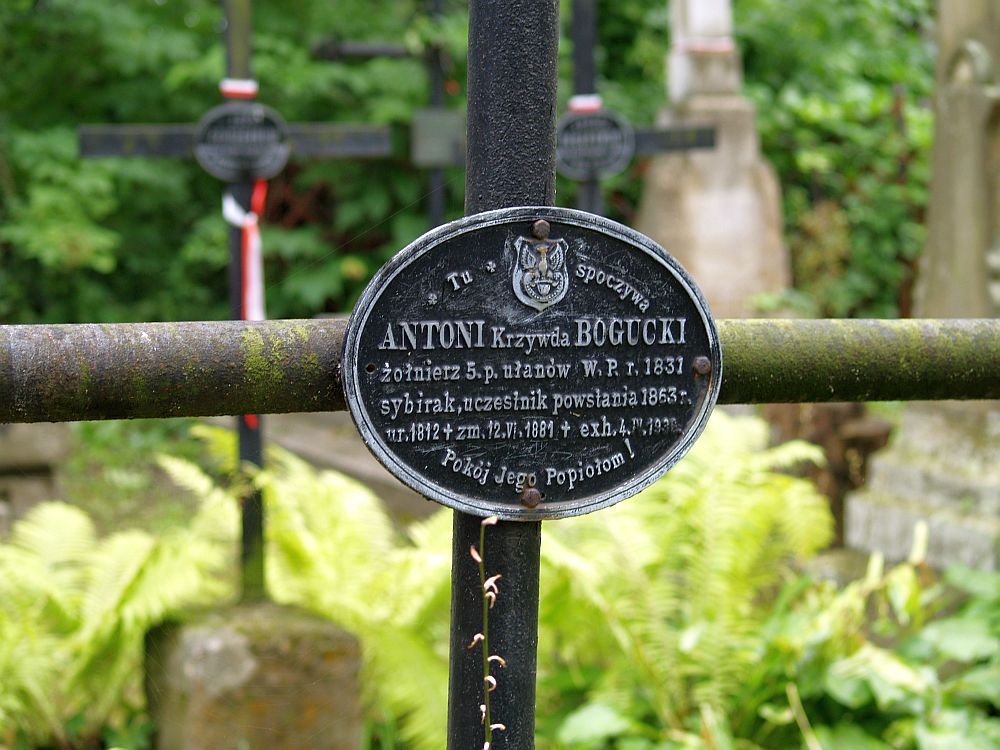 * Tu * spoczywa
ANTONI Krzywda BOGUCKI
żołnierz 5.p. ułanów W.P. r. 1831
sybirak, uczestnik powstania 1863 r.
ur. 1812 + zm. 12.VI.1881 + exh. 4.
Pokój Jego Popiołom!